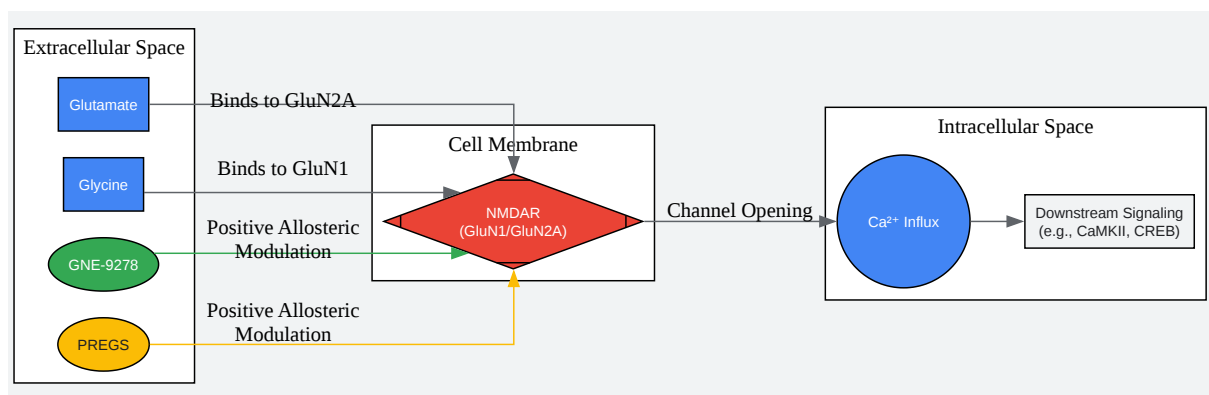 Extracellular Space
Glutamate
Binds to GluN2A
Glycine
Binds to GluN1
GNE-9278
Positive Allosteric
Modulation
PREGS
Positive Allosteric
Modulation
Cell Membrane
NMDAR
(GluN1/GluN2A)
Channel Opening
Intracellular Space
Ca²⁺ Influx
Downstream Signaling
(e.g., CaMKII, CREB)